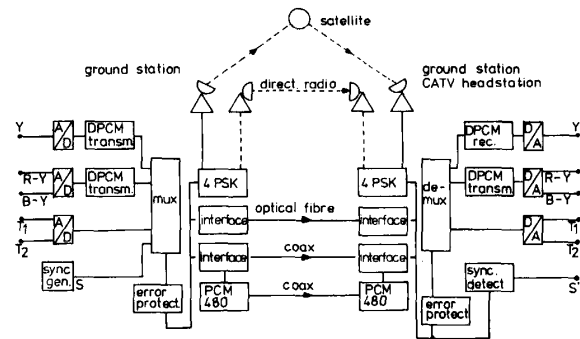 satellite
ground station
ground station
CATV headstation
direct radio
Y
A/D
DPCM transm.
R-Y
B-Y
A/D
DPCM transm.
T1
T2
A/D
sync gen.
S
mux
error protect.
4 PSK
interface
optical fibre
interface
coax
PCM 480
coax
4 PSK
interface
interface
PCM 480
de-mux
error protect
DPCM rec.
D/A
Y
DPCM transm.
D/A
R-Y
B-Y
D/A
T1
T2
sync. detect
S'